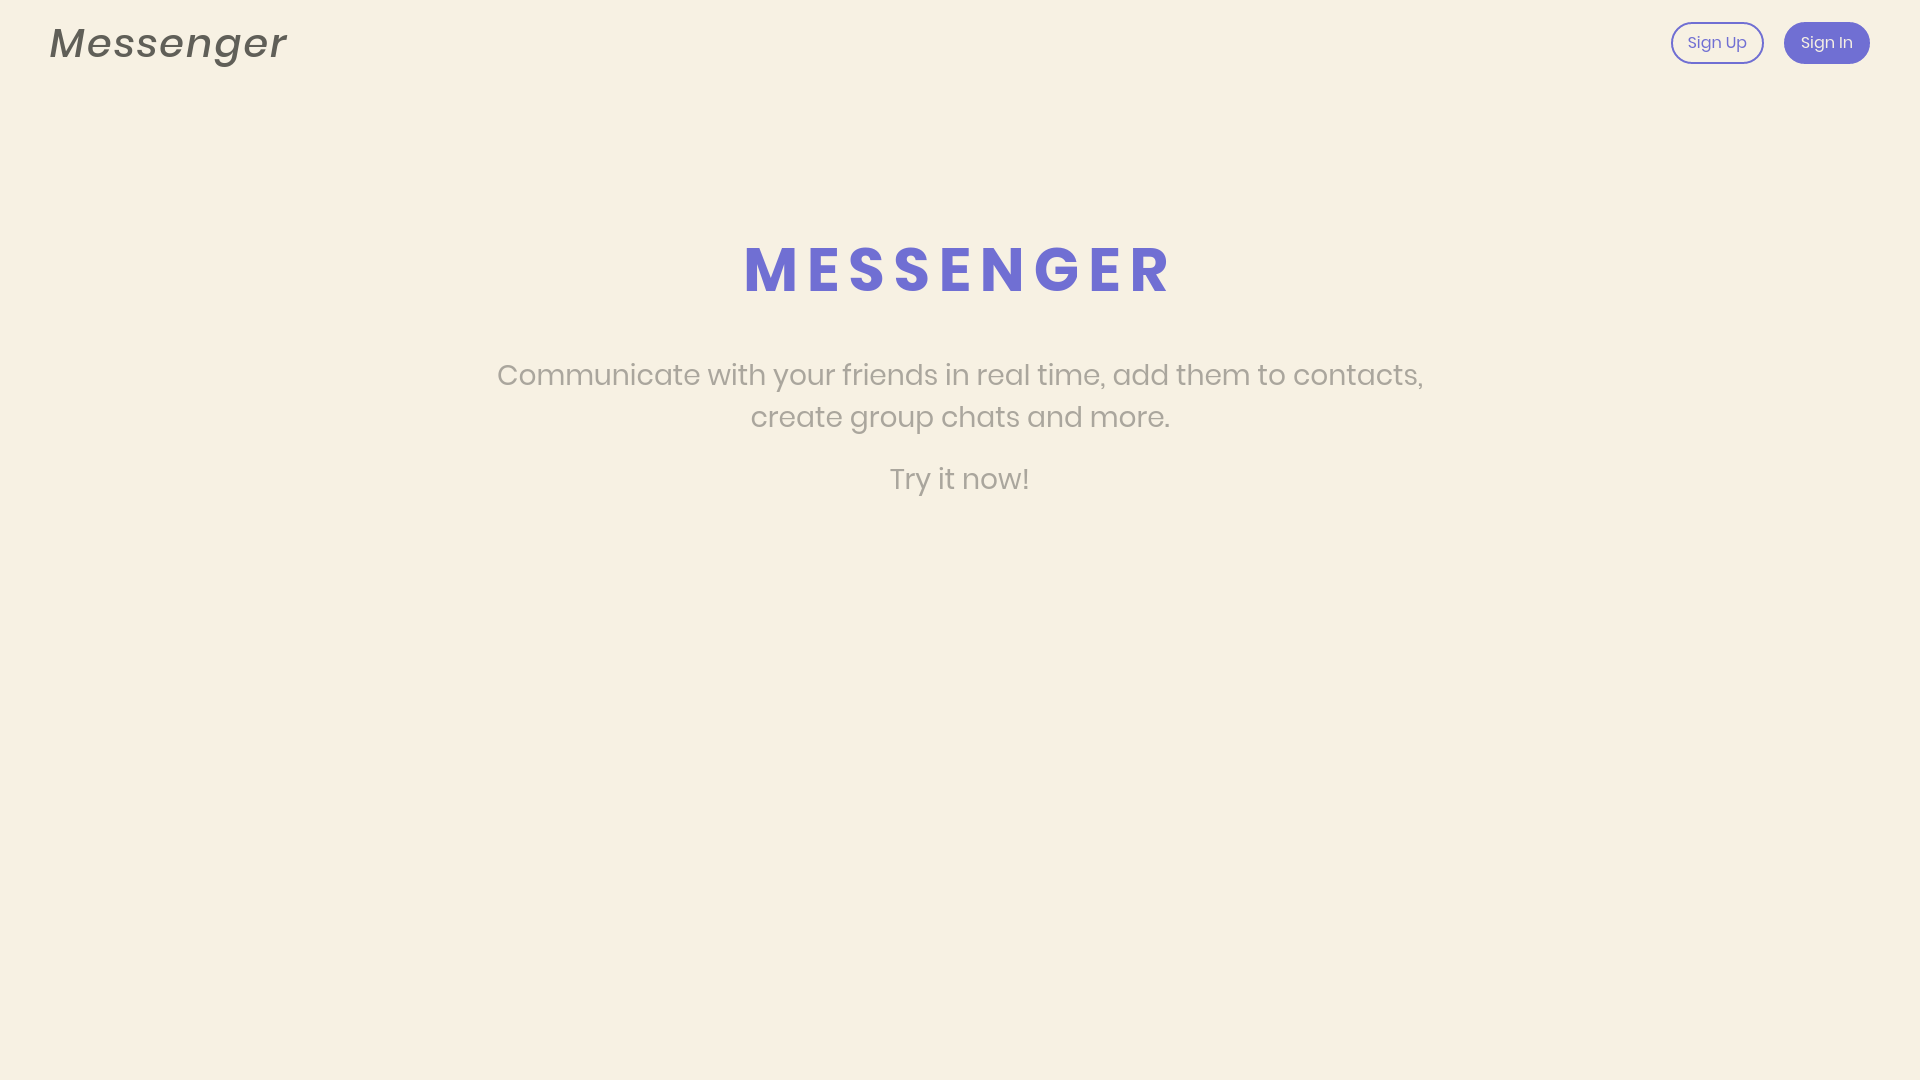 Messenger
Sign Up
Sign In
MESSENGER
Communicate with your friends in real time, add them to contacts,
create group chats and more.
Try it now!